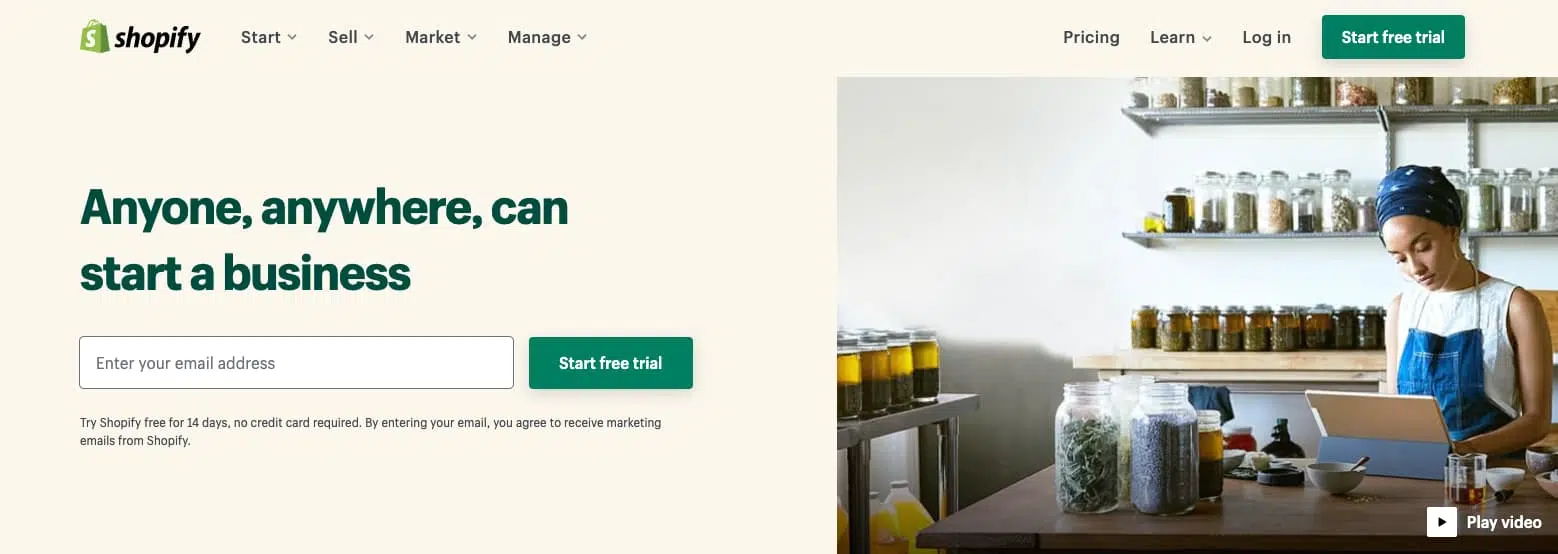 shopify
Start
Sell
Market
Manage
Pricing
Learn
Log in
Start free trial
Anyone, anywhere, can
start a business
Enter your email address
Start free trial
Try Shopify free for 14 days, no credit card required. By entering your email, you agree to receive marketing
emails from Shopify.
Play video